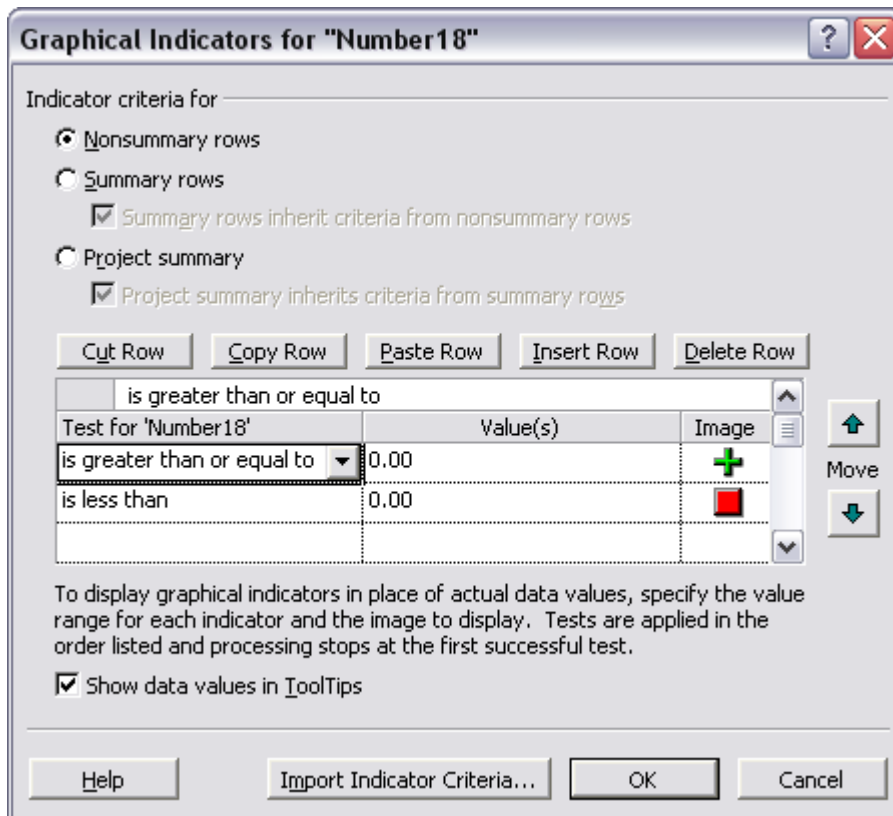 Graphical Indicators for "Number18"
Indicator criteria for
Nonsummary rows
Summary rows
Summary rows inherit criteria from nonsummary rows
Project summary
Project summary inherits criteria from summary rows
Cut Row Copy Row Paste Row Insert Row Delete Row
is greater than or equal to
Test for 'Number18' Value(s) Image
is greater than or equal to 0.00
Move
is less than 0.00
To display graphical indicators in place of actual data values, specify the value
range for each indicator and the image to display. Tests are applied in the
order listed and processing stops at the first successful test.
Show data values in ToolTips
Help Import Indicator Criteria... OK Cancel